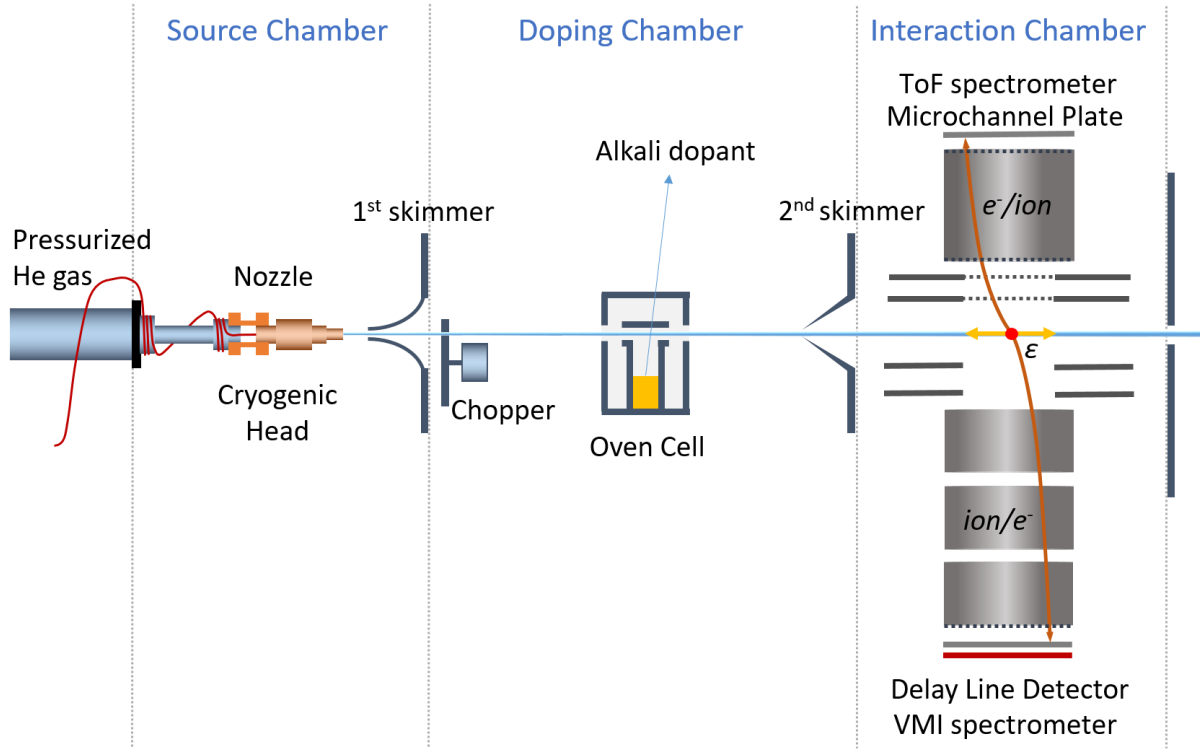 Source Chamber
Doping Chamber
Interaction Chamber
ToF spectrometer
Microchannel Plate
Alkali dopant
1st skimmer
2nd skimmer
e-/ion
Pressurized
He gas
Nozzle
ε
Cryogenic
Head
Chopper
Oven Cell
ion/e-
Delay Line Detector
VMI spectrometer